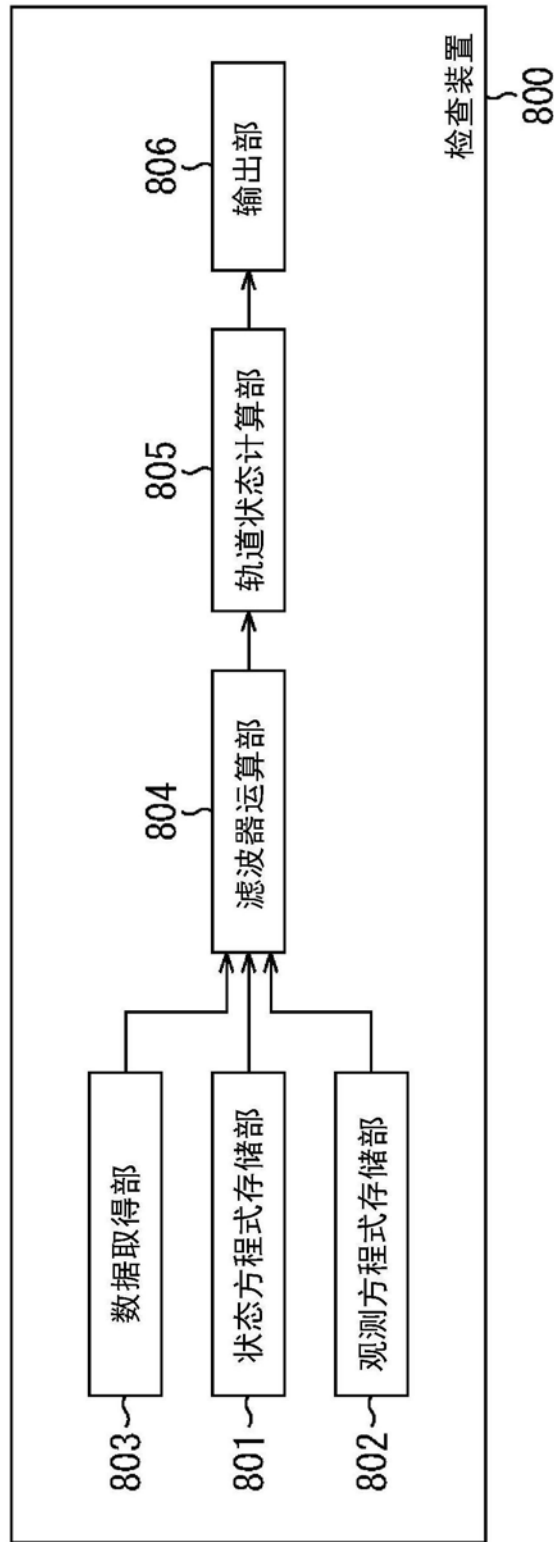 803
数据取得部
801
状态方程式存储部
802
观测方程式存储部
804
滤波器运算部
805
轨道状态计算部
806
输出部
检查装置
800